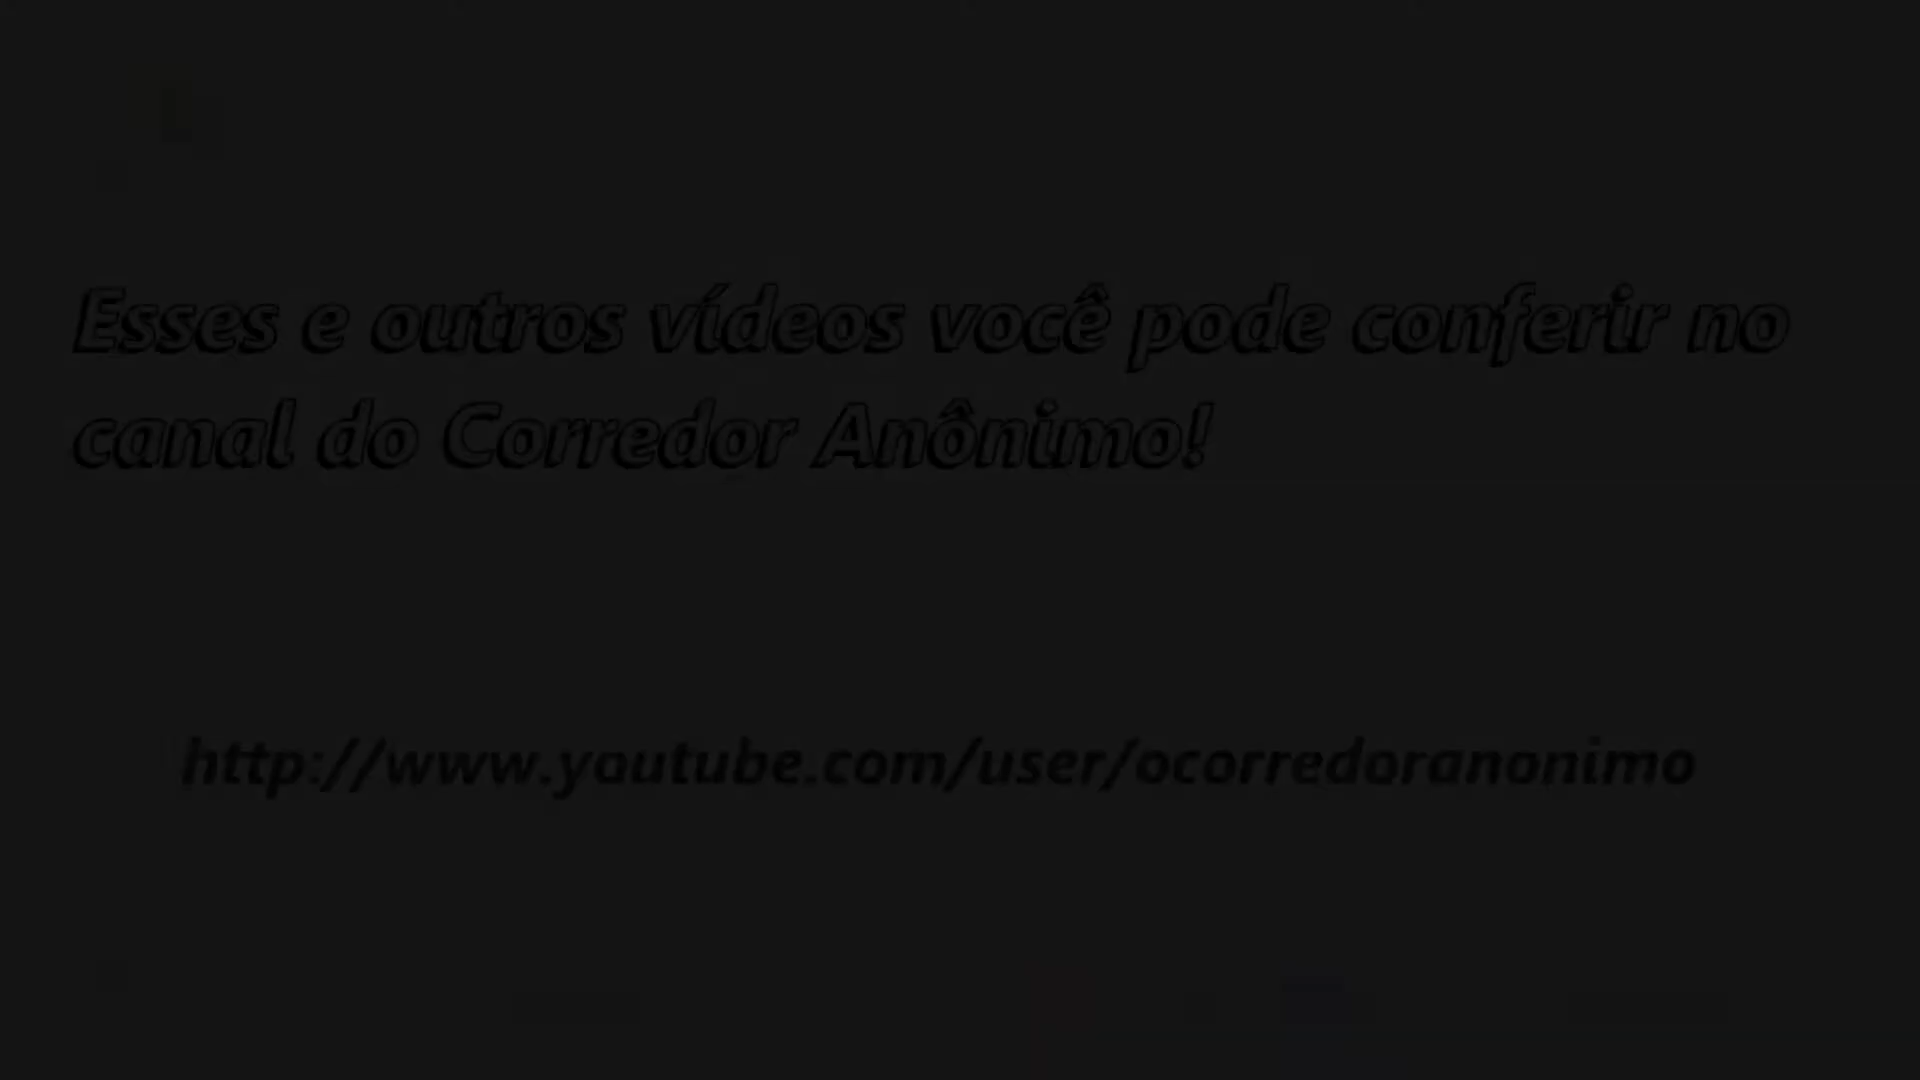 Esses e outros vídeos você pode conferir no
canal do Corredor Anônimo!
http://www.youtube.com/user/ocorredoranonimo